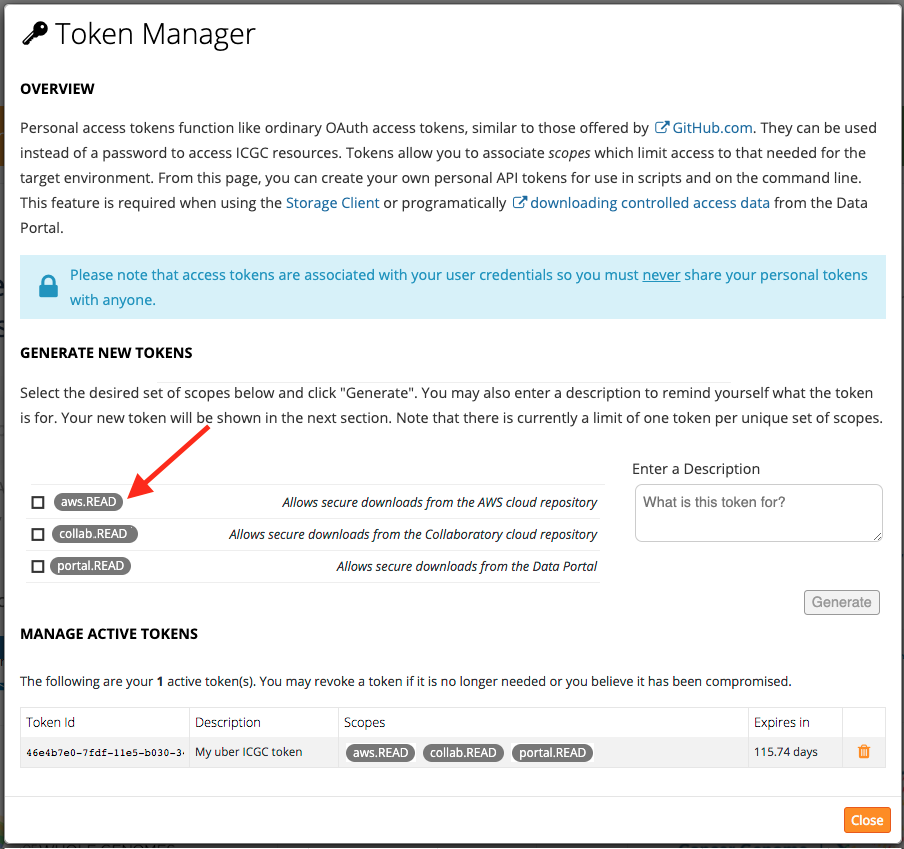 Token Manager
OVERVIEW
Personal access tokens function like ordinary OAuth access tokens, similar to those offered by GitHub.com. They can be used
instead of a password to access ICGC resources. Tokens allow you to associate scopes which limit access to that needed for the
target environment. From this page, you can create your own personal API tokens for use in scripts and on the command line.
This feature is required when using the Storage Client or programatically downloading controlled access data from the Data
Portal.
Please note that access tokens are associated with your user credentials so you must never share your personal tokens
with anyone.
GENERATE NEW TOKENS
Select the desired set of scopes below and click "Generate". You may also enter a description to remind yourself what the token
is for. Your new token will be shown in the next section. Note that there is currently a limit of one token per unique set of scopes.
Enter a Description
aws.READ Allows secure downloads from the AWS cloud repository
What is this token for?
collab.READ Allows secure downloads from the Collaboratory cloud repository
portal.READ Allows secure downloads from the Data Portal
Generate
MANAGE ACTIVE TOKENS
The following are your 1 active token(s). You may revoke a token if it is no longer needed or you believe it has been compromised.
Token Id Description Scopes Expires in
46e4b7e0-7fdf-11e5-b030-3 My uber ICGC token aws.READ collab.READ portal.READ 115.74 days
Close